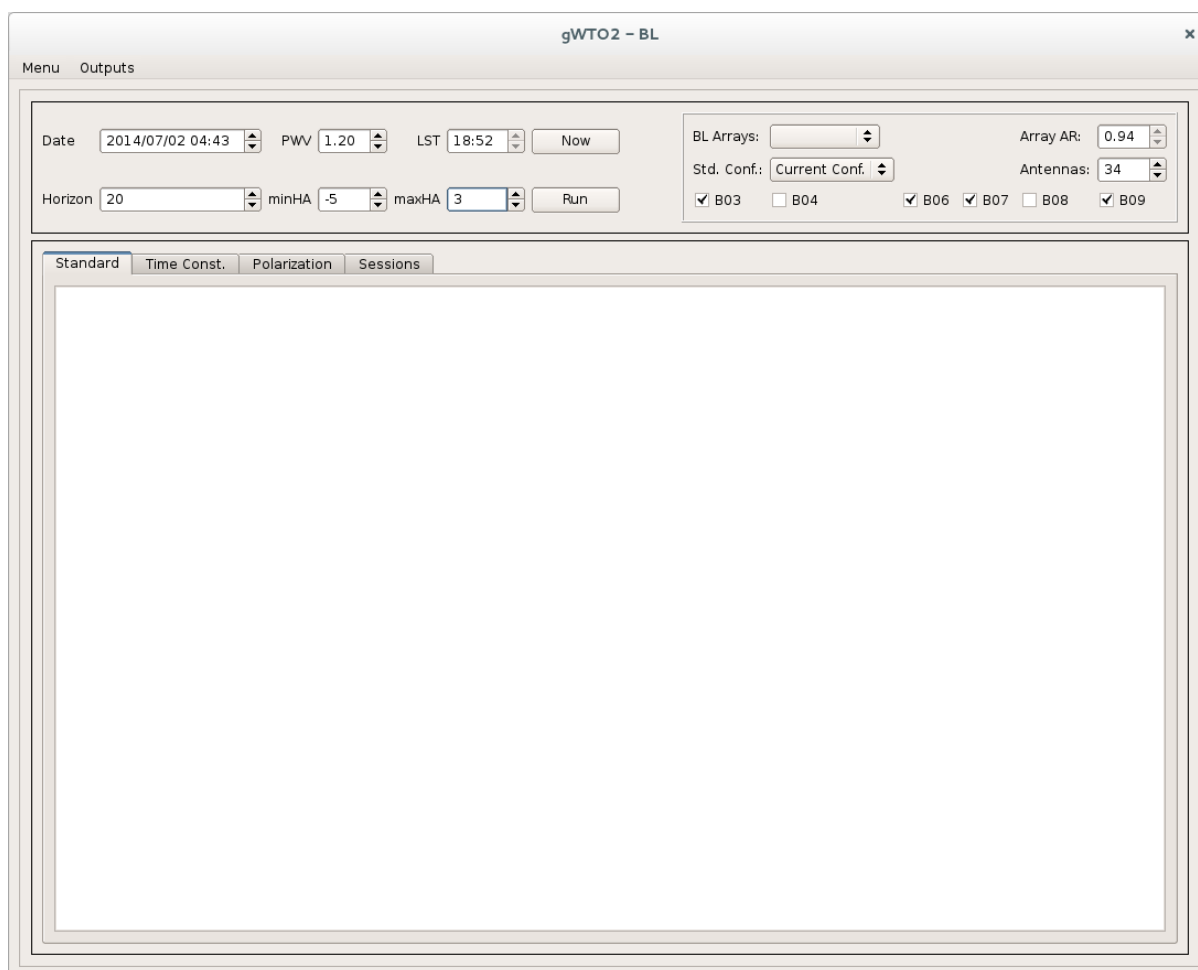 gWTO2 – BL
Menu Outputs
Date 2014/07/02 04:43 PWV 1.20 LST 18:52 Now
Horizon 20 minHA -5 maxHA 3 Run
BL Arrays: Array AR: 0.94
Std. Conf.: Current Conf. Antennas: 34
B03 B04 B06 B07 B08 B09
Standard Time Const. Polarization Sessions